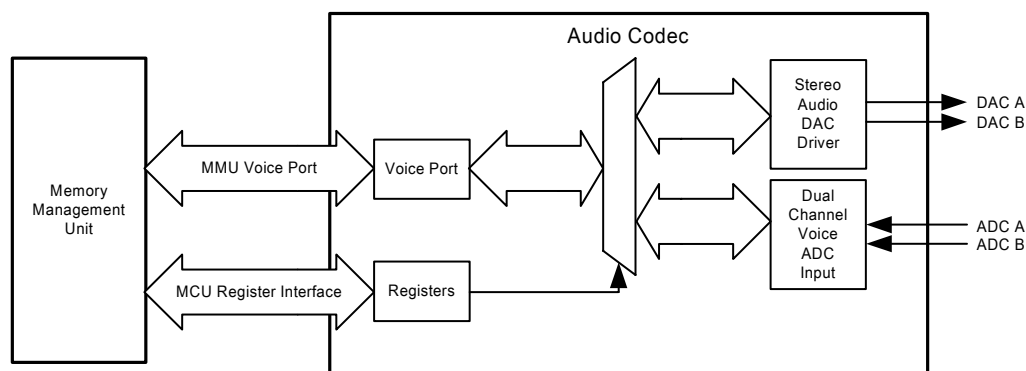 Audio Codec
Memory
Management
Unit
MMU Voice Port
Voice Port
MCU Register Interface
Registers
Stereo
Audio
DAC
Driver
DAC A
DAC B
Dual
Channel
Voice
ADC
Input
ADC A
ADC B